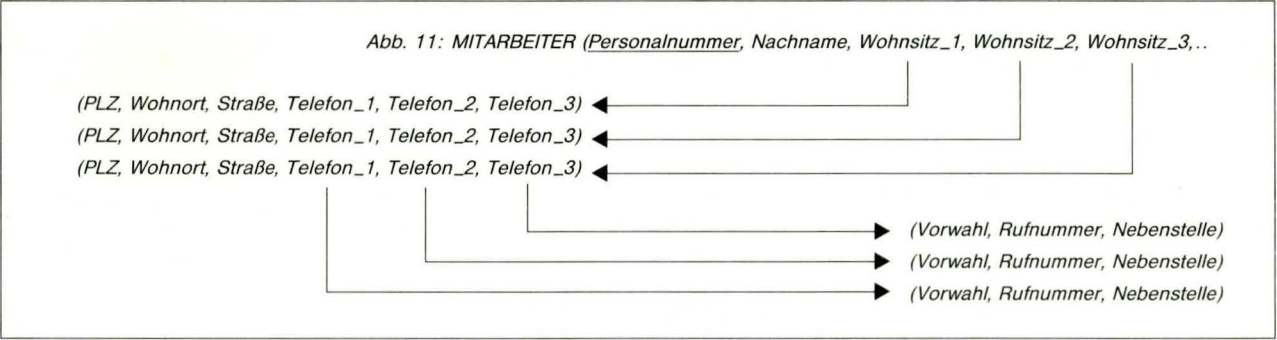 Abb. 11: MITARBEITER (Personalnummer, Nachname, Wohnsitz_1, Wohnsitz_2, Wohnsitz_3,..
(PLZ, Wohnort, Straße, Telefon_1, Telefon_2, Telefon_3)
(PLZ, Wohnort, Straße, Telefon_1, Telefon_2, Telefon_3)
(PLZ, Wohnort, Straße, Telefon_1, Telefon_2, Telefon_3)
(Vorwahl, Rufnummer, Nebenstelle)
(Vorwahl, Rufnummer, Nebenstelle)
(Vorwahl, Rufnummer, Nebenstelle)